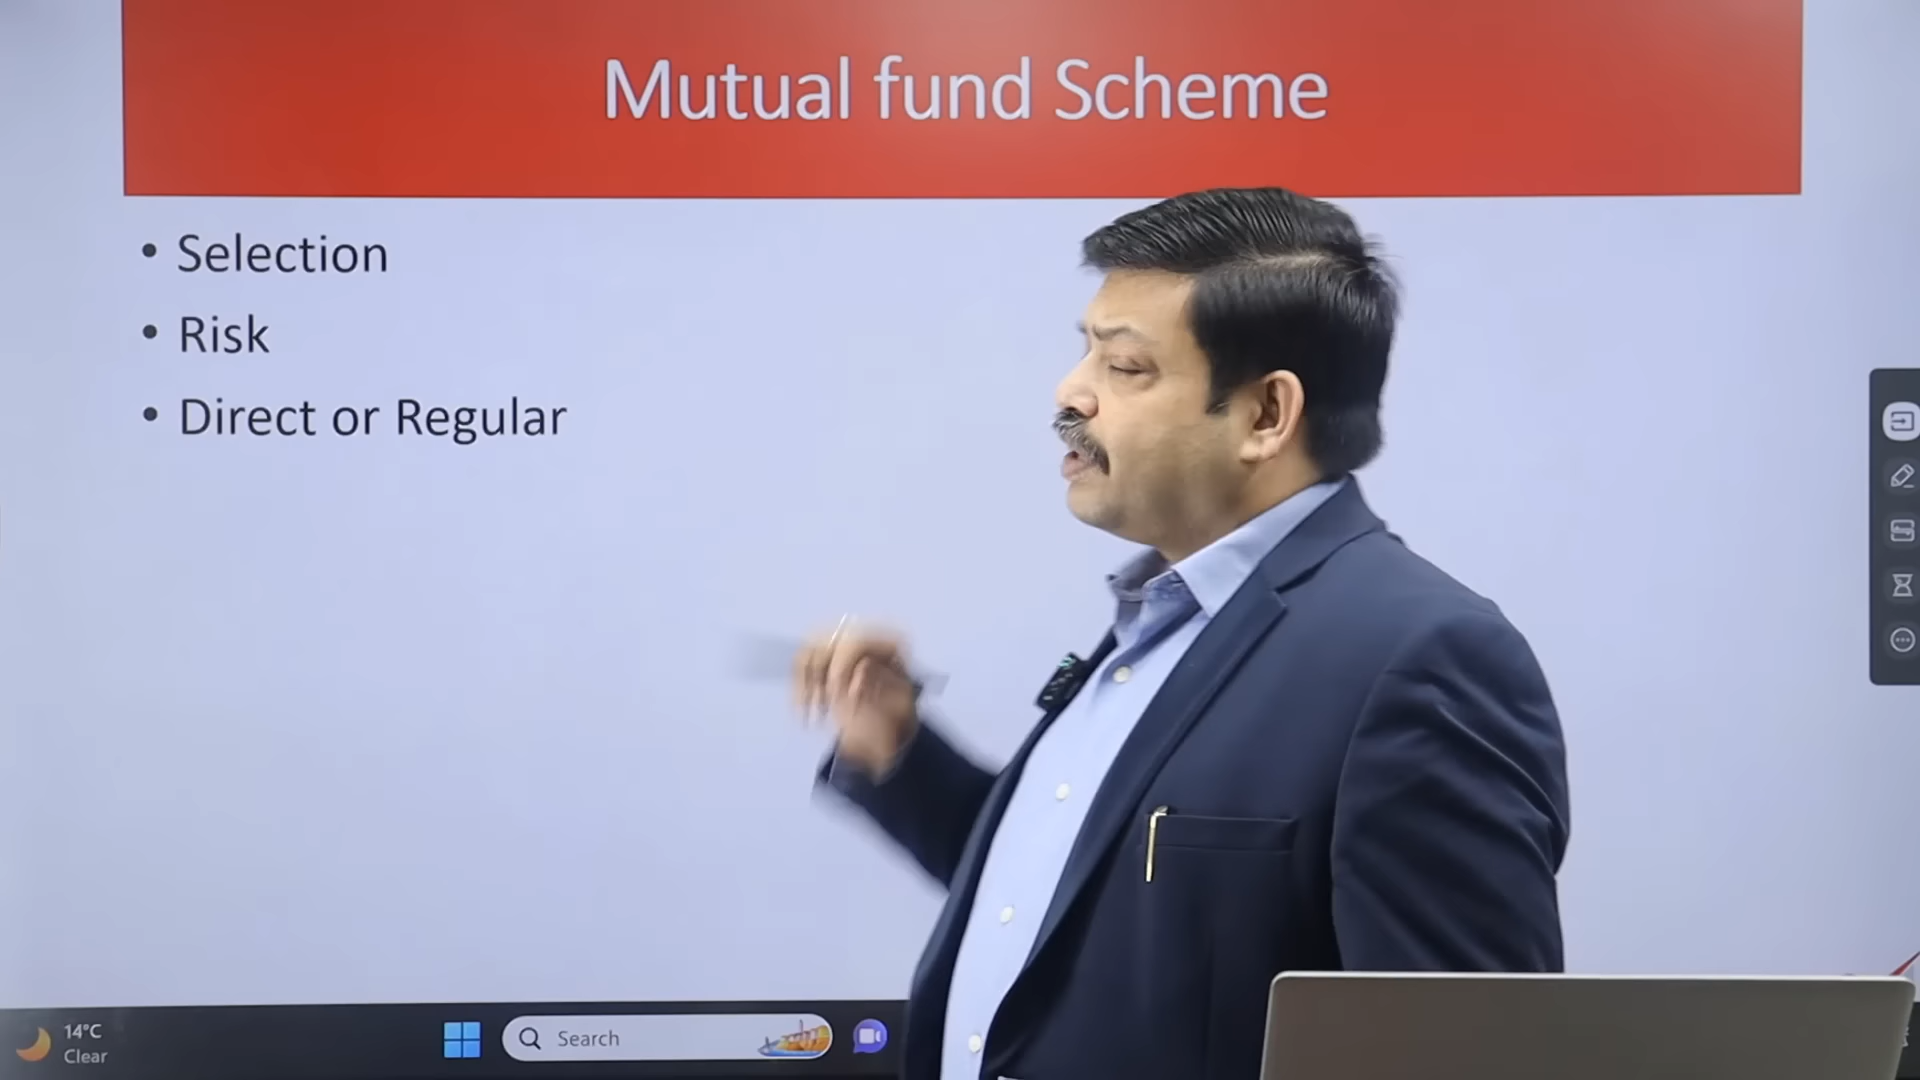 Mutual fund Scheme
• Selection
• Risk
• Direct or Regular
14°C
Clear
Search